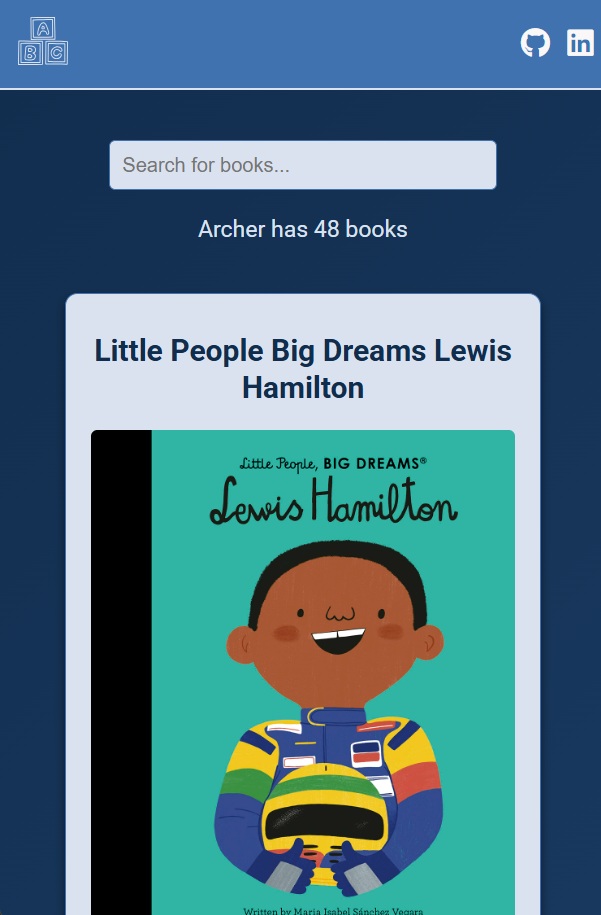 A
B C
in
Search for books...
Archer has 48 books
Little People Big Dreams Lewis
Hamilton
Little People, BIG DREAMS®
Lewis Hamilton
Written by Maria Isabel Sánchez Vegara